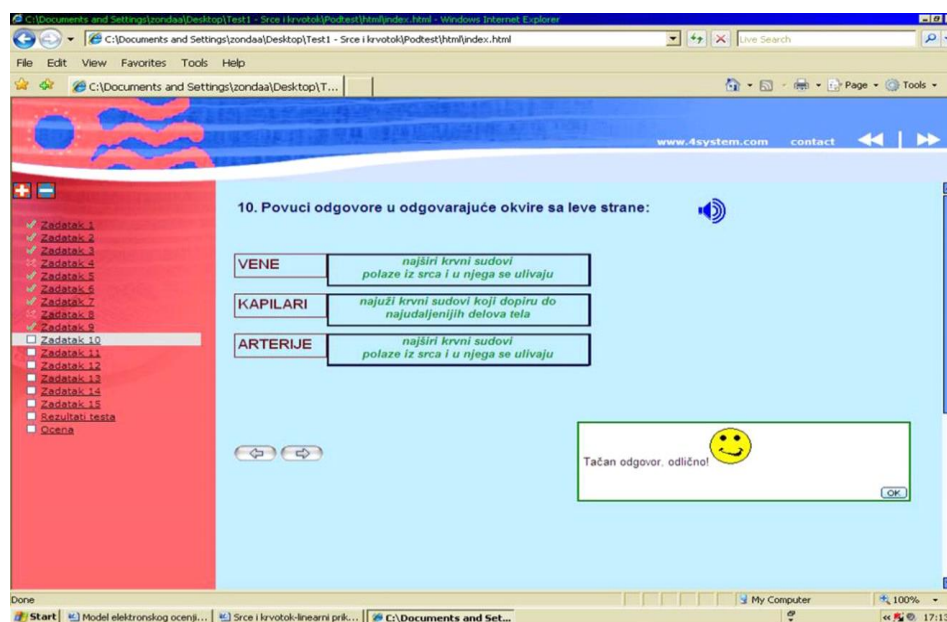 C:\Documents and Settings\zondaa\Desktop\Test1 - Srce i krvotok\Podtest\html\index.html - Windows Internet Explorer
C:\Documents and Settings\zondaa\Desktop\Test1 - Srce i krvotok\Podtest\html\index.html
Live Search
File Edit View Favorites Tools Help
C:\Documents and Settings\zondaa\Desktop\T...
Page Tools
www.4system.com contact
10. Povuci odgovore u odgovarajuće okvire sa leve strane:
Zadatak 1
Zadatak 2
Zadatak 3
Zadatak 4
Zadatak 5
Zadatak 6
Zadatak 7
Zadatak 8
Zadatak 9
Zadatak 10
Zadatak 11
Zadatak 12
Zadatak 13
Zadatak 14
Zadatak 15
Rezultati testa
Ocena
VENE
najširi krvni sudovi
polaze iz srca i u njega se ulivaju
KAPILARI
najuži krvni sudovi koji dopiru do
najudaljenijih delova tela
ARTERIJE
najširi krvni sudovi
polaze iz srca i u njega se ulivaju
Tačan odgovor, odlično!
OK
Done
My Computer
100%
Start
Model elektronskog ocenji...
Srce i krvotok-linearni prik...
C:\Documents and Set...